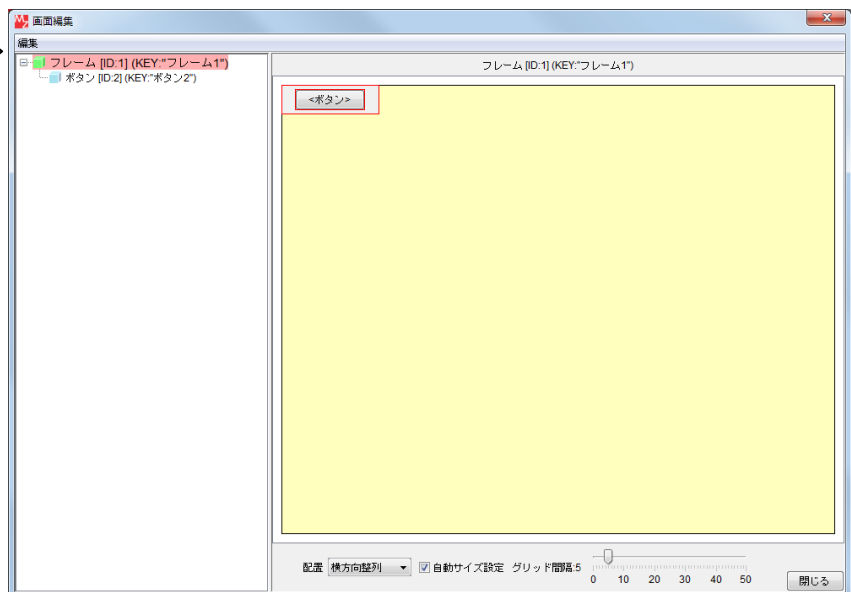 画面編集
編集
フレーム [ID:1] (KEY:"フレーム1")
ボタン [ID:2] (KEY:"ボタン2")
フレーム [ID:1] (KEY:"フレーム1")
<ボタン>
配置 横方向整列 自動サイズ設定 グリッド間隔:5
0 10 20 30 40 50
閉じる